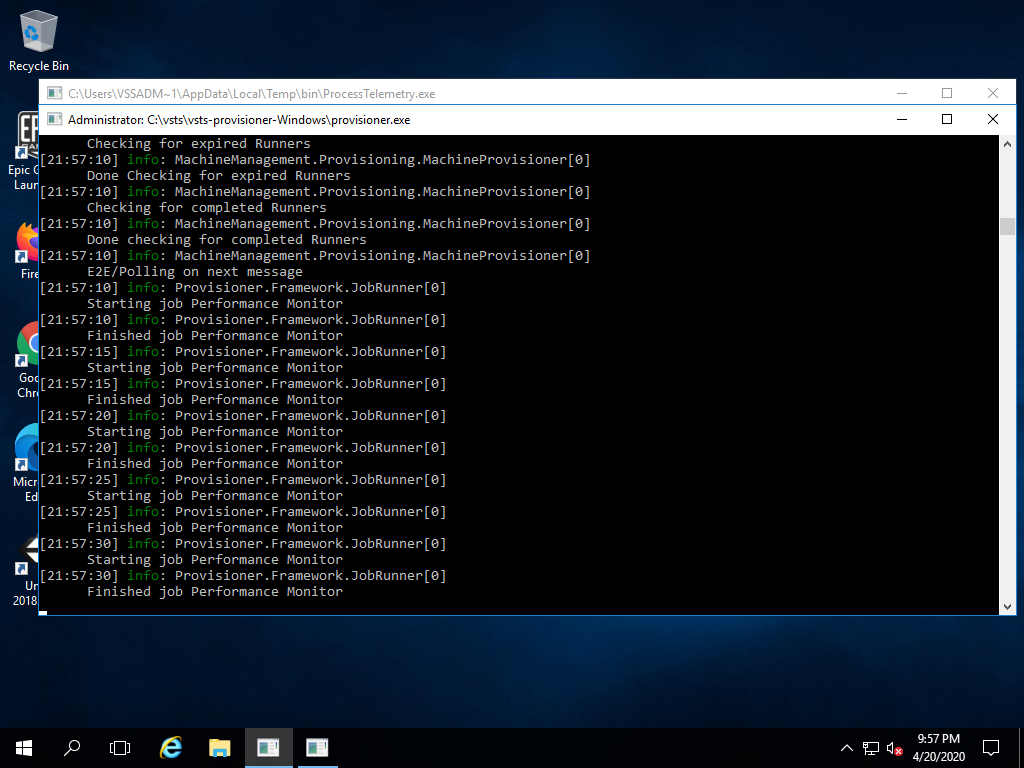 Recycle Bin
C:\Users\VSSADM~1\AppData\Local\Temp\bin\ProcessTelemetry.exe
Administrator: C:\vsts\vsts-provisioner-Windows\provisioner.exe
Checking for expired Runners
[21:57:10] info: MachineManagement.Provisioning.MachineProvisioner[0]
Done Checking for expired Runners
[21:57:10] info: MachineManagement.Provisioning.MachineProvisioner[0]
Checking for completed Runners
[21:57:10] info: MachineManagement.Provisioning.MachineProvisioner[0]
Done checking for completed Runners
[21:57:10] info: MachineManagement.Provisioning.MachineProvisioner[0]
E2E/Polling on next message
[21:57:10] info: Provisioner.Framework.JobRunner[0]
Starting job Performance Monitor
[21:57:10] info: Provisioner.Framework.JobRunner[0]
Finished job Performance Monitor
[21:57:15] info: Provisioner.Framework.JobRunner[0]
Starting job Performance Monitor
[21:57:15] info: Provisioner.Framework.JobRunner[0]
Finished job Performance Monitor
[21:57:20] info: Provisioner.Framework.JobRunner[0]
Starting job Performance Monitor
[21:57:20] info: Provisioner.Framework.JobRunner[0]
Finished job Performance Monitor
[21:57:25] info: Provisioner.Framework.JobRunner[0]
Starting job Performance Monitor
[21:57:25] info: Provisioner.Framework.JobRunner[0]
Finished job Performance Monitor
[21:57:30] info: Provisioner.Framework.JobRunner[0]
Starting job Performance Monitor
[21:57:30] info: Provisioner.Framework.JobRunner[0]
Finished job Performance Monitor
Epic G
Laun
Fire
Goo
Chr
Micr
Ed
Un
2018
9:57 PM
4/20/2020